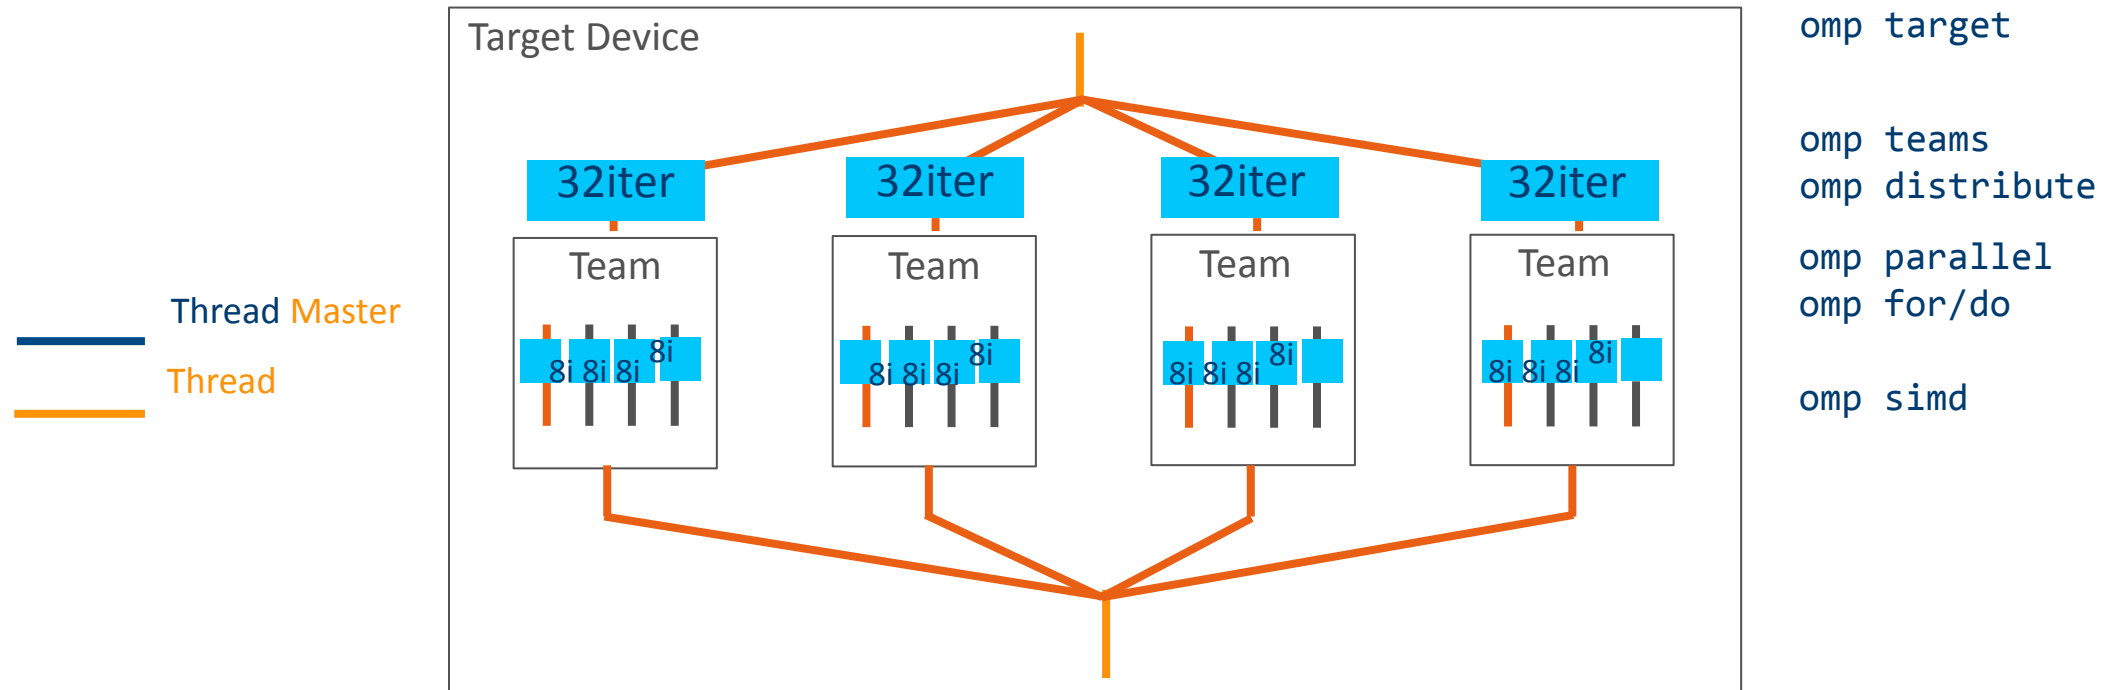 Target Device
omp target
omp teams
32iter 32iter 32iter 32iter
omp distribute
Team Team Team Team
omp parallel
Thread Master
omp for/do
8i 8i 8i 8i 8i 8i 8i 8i 8i 8i 8i 8i 8i 8i 8i 8i
Thread
omp simd